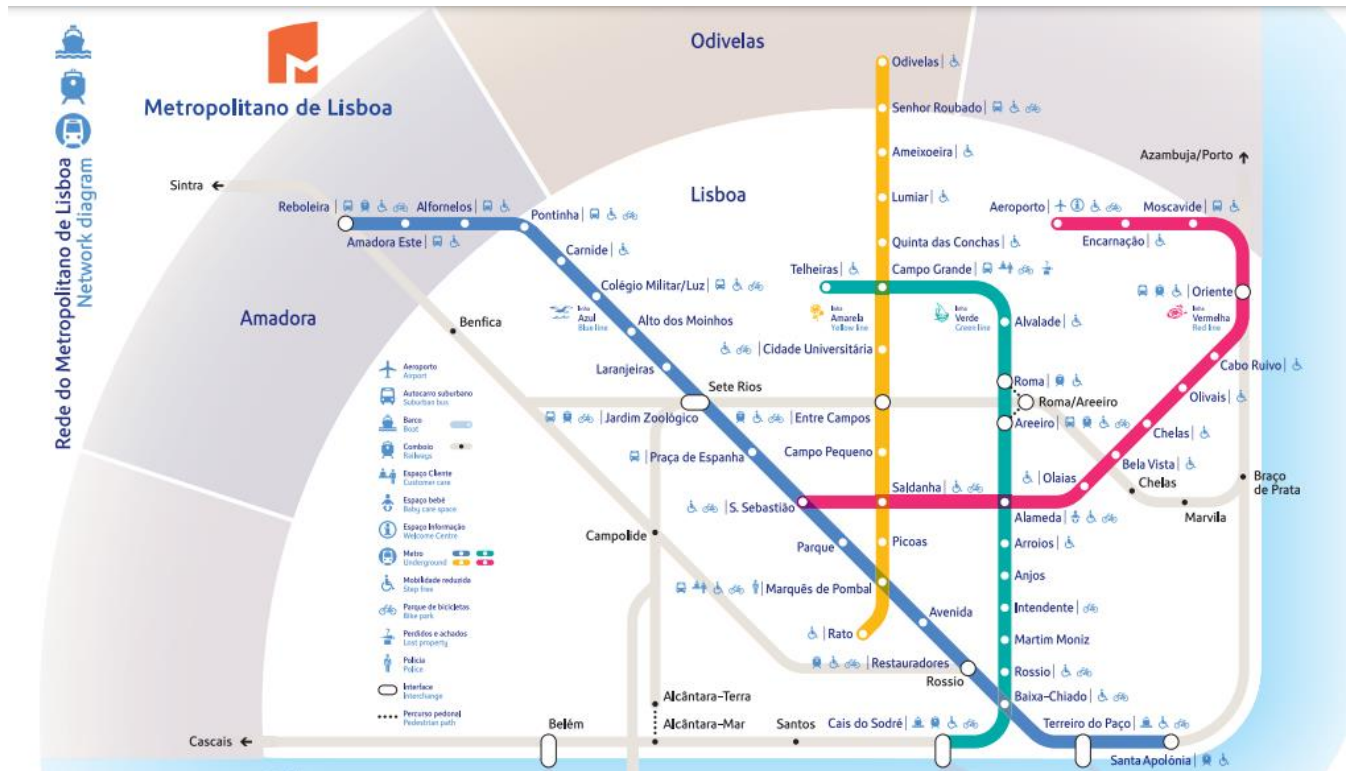 Rede do Metropolitano de Lisboa
Network diagram
Metropolitano de Lisboa
Odivelas
Lisboa
Amadora
Sintra
Azambuja/Porto
Cascais
Odivelas
Senhor Roubado
Ameixoeira
Lumiar
Quinta das Conchas
Campo Grande
Telheiras
Cidade Universitária
Entre Campos
Campo Pequeno
Saldanha
Picoas
Marquês de Pombal
Rato
Reboleira
Amadora Este
Alfornelos
Pontinha
Carnide
Colégio Militar/Luz
Alto dos Moinhos
Laranjeiras
Sete Rios
Jardim Zoológico
Praça de Espanha
S. Sebastião
Parque
Avenida
Restauradores
Rossio
Baixa-Chiado
Terreiro do Paço
Santa Apolónia
Aeroporto
Encarnação
Moscavide
Oriente
Cabo Ruivo
Olivais
Chelas
Bela Vista
Chelas
Olaias
Marvila
Braço
de Prata
Alvalade
Roma
Roma/Areeiro
Areeiro
Alameda
Arroios
Anjos
Intendente
Martim Moniz
Rossio
Cais do Sodré
Benfica
Campolide
Alcântara-Terra
Alcântara-Mar
Santos
Belém
linha
Azul
Blue line
linha
Amarela
Yellow line
linha
Verde
Green line
linha
Vermelha
Red line
Aeroporto
Airport
Autocarro suburbano
Suburban bus
Barco
Boat
Comboio
Railways
Espaço Cliente
Customer care
Espaço bebé
Baby care space
Espaço Informação
Welcome Centre
Metro
Underground
Mobilidade reduzida
Step free
Parque de bicicletas
Bike park
Perdidos e achados
Lost property
Polícia
Police
Interface
Interchange
Percurso pedonal
Pedestrian path